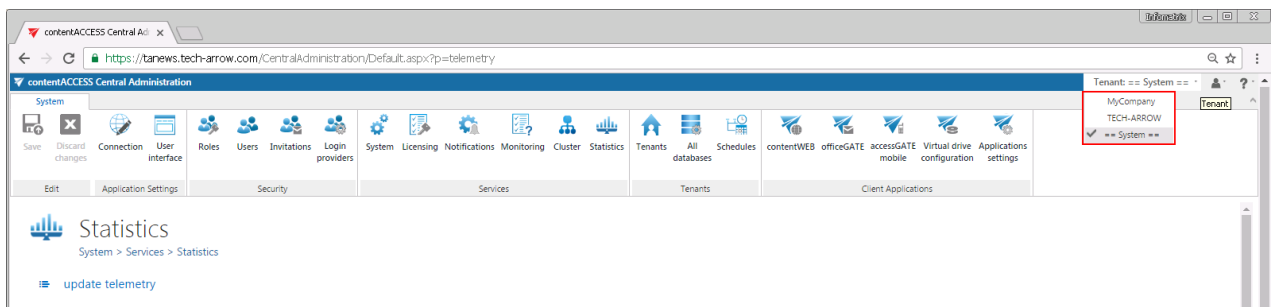 Infometrix
contentACCESS Central Ad
https://tanews.tech-arrow.com/CentralAdministration/Default.aspx?p=telemetry
contentACCESS Central Administration
Tenant: == System ==
?
System
MyCompany
TECH-ARROW
== System ==
Tenant
Save
Discard changes
Connection
User interface
Roles
Users
Invitations
Login providers
System
Licensing
Notifications
Monitoring
Cluster
Statistics
Tenants
All databases
Schedules
contentWEB
officeGATE
accessGATE mobile
Virtual drive configuration
Applications settings
Edit
Application Settings
Security
Services
Tenants
Client Applications
Statistics
System > Services > Statistics
update telemetry